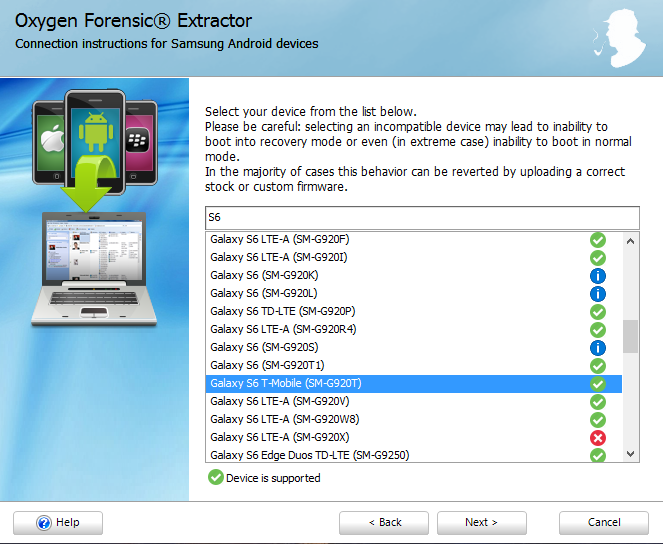 Oxygen Forensic® Extractor
Connection instructions for Samsung Android devices
Select your device from the list below.
Please be careful: selecting an incompatible device may lead to inability to
boot into recovery mode or even (in extreme case) inability to boot in normal
mode.
In the majority of cases this behavior can be reverted by uploading a correct
stock or custom firmware.
S6
Galaxy S6 LTE-A (SM-G920F)
Galaxy S6 LTE-A (SM-G920I)
Galaxy S6 (SM-G920K)
Galaxy S6 (SM-G920L)
Galaxy S6 TD-LTE (SM-G920P)
Galaxy S6 LTE-A (SM-G920R4)
Galaxy S6 (SM-G920S)
Galaxy S6 (SM-G920T1)
Galaxy S6 T-Mobile (SM-G920T)
Galaxy S6 LTE-A (SM-G920V)
Galaxy S6 LTE-A (SM-G920W8)
Galaxy S6 LTE-A (SM-G920X)
Galaxy S6 Edge Duos TD-LTE (SM-G9250)
Device is supported
Help
< Back
Next >
Cancel